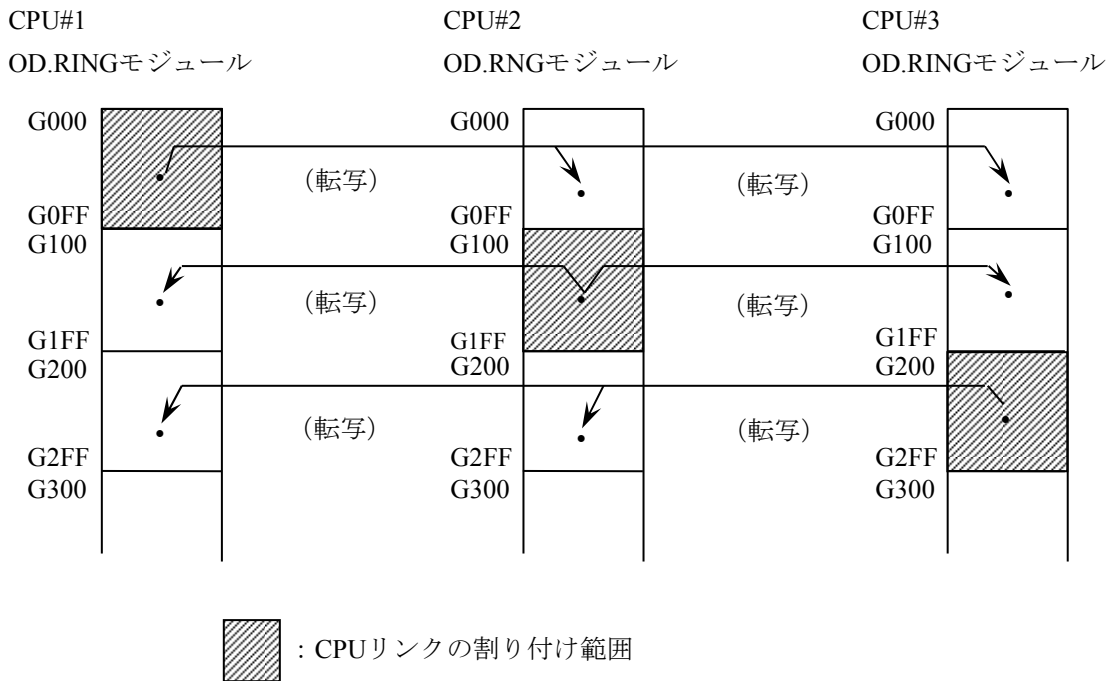 CPU#1 CPU#2 CPU#3
OD.RINGモジュール OD.RNGモジュール OD.RINGモジュール
G000 G000 G000
(転写) (転写)
G0FF G0FF G0FF
G100 G100 G100
(転写) (転写)
G1FF G1FF G1FF
G200 G200 G200
(転写) (転写)
G2FF G2FF G2FF
G300 G300 G300
:CPUリンクの割り付け範囲